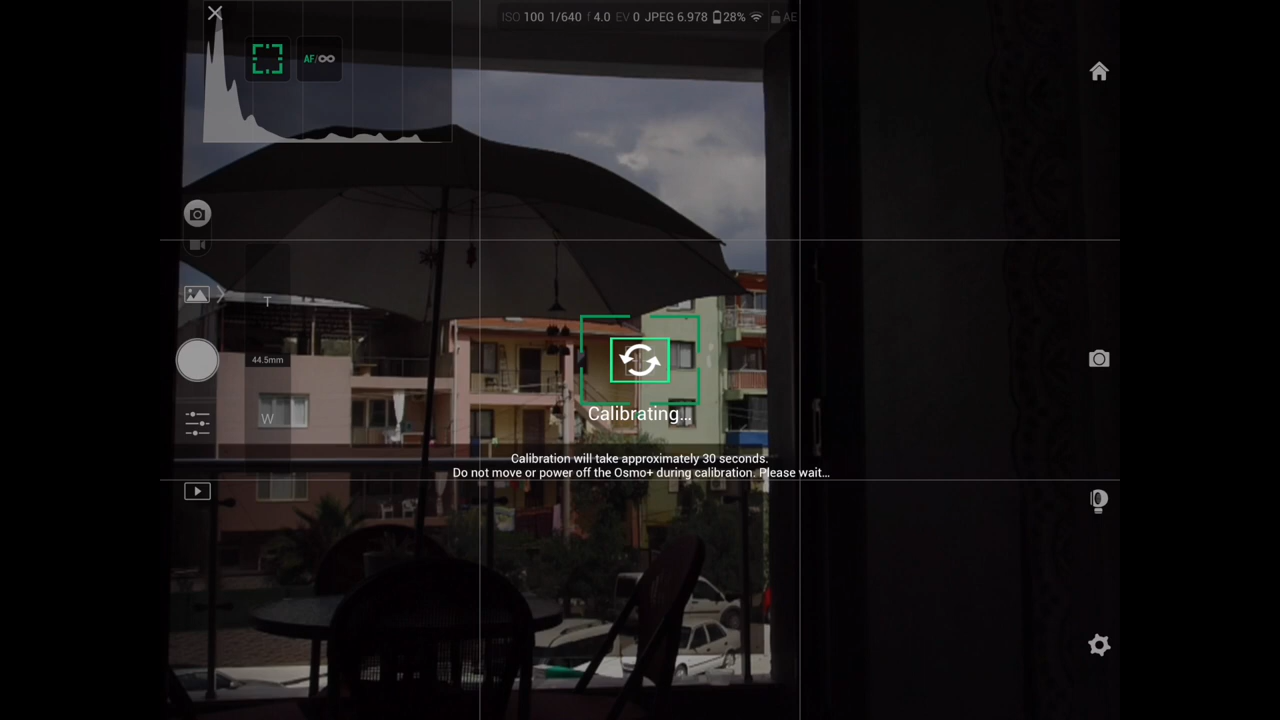 ISO 100 1/640 f 4.0 EV 0 JPEG 6.978 28% AE
AF/∞
T
44.5mm
W
Calibrating...
Calibration will take approximately 30 seconds.
Do not move or power off the Osmo+ during calibration. Please wait...